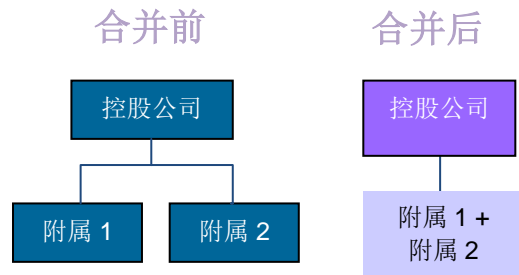 合并前
合并后
控股公司
控股公司
附属 1
附属 2
附属 1 +
附属 2